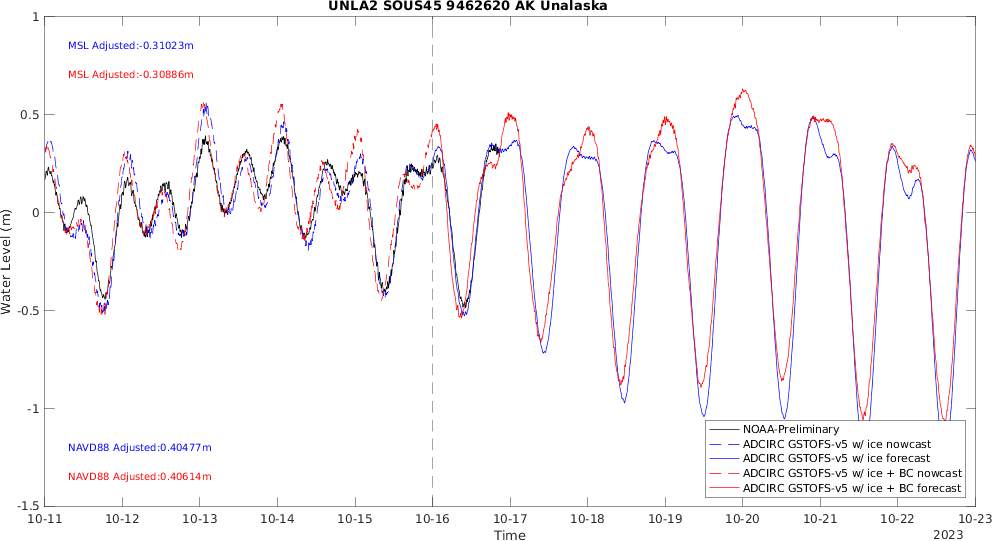 UNLA2 SOUS45 9462620 AK Unalaska
MSL Adjusted:-0.31023m
MSL Adjusted:-0.30886m
Water Level (m)
1
0.5
0
-0.5
-1
-1.5
NAVD88 Adjusted:0.40477m
NAVD88 Adjusted:0.40614m
NOAA-Preliminary
ADCIRC GSTOFS-v5 w/ ice nowcast
ADCIRC GSTOFS-v5 w/ ice forecast
ADCIRC GSTOFS-v5 w/ ice + BC nowcast
ADCIRC GSTOFS-v5 w/ ice + BC forecast
10-11 10-12 10-13 10-14 10-15 10-16 10-17 10-18 10-19 10-20 10-21 10-22 10-23
Time
2023